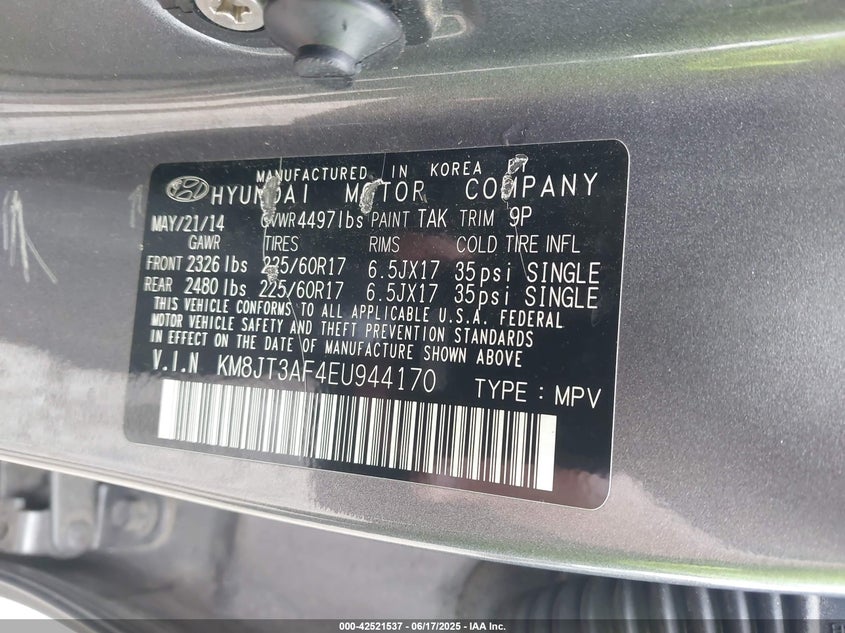 MANUFACTURED IN KOREA BY
HYUNDAI MOTOR COMPANY
MAY/21/14 GVWR 4497lbs PAINT TAK TRIM 9P
GAWR TIRES RIMS COLD TIRE INFL
FRONT 2326 lbs 225/60R17 6.5JX17 35psi SINGLE
REAR 2480 lbs 225/60R17 6.5JX17 35psi SINGLE
THIS VEHICLE CONFORMS TO ALL APPLICABLE U.S.A. FEDERAL
MOTOR VEHICLE SAFETY AND THEFT PREVENTION STANDARDS
IN EFFECT ON THE DATE OF MANUFACTURE SHOWN ABOVE
V.I.N KM8JT3AF4EU944170 TYPE : MPV
000-42521537 - 06/17/2025 - IAA Inc.